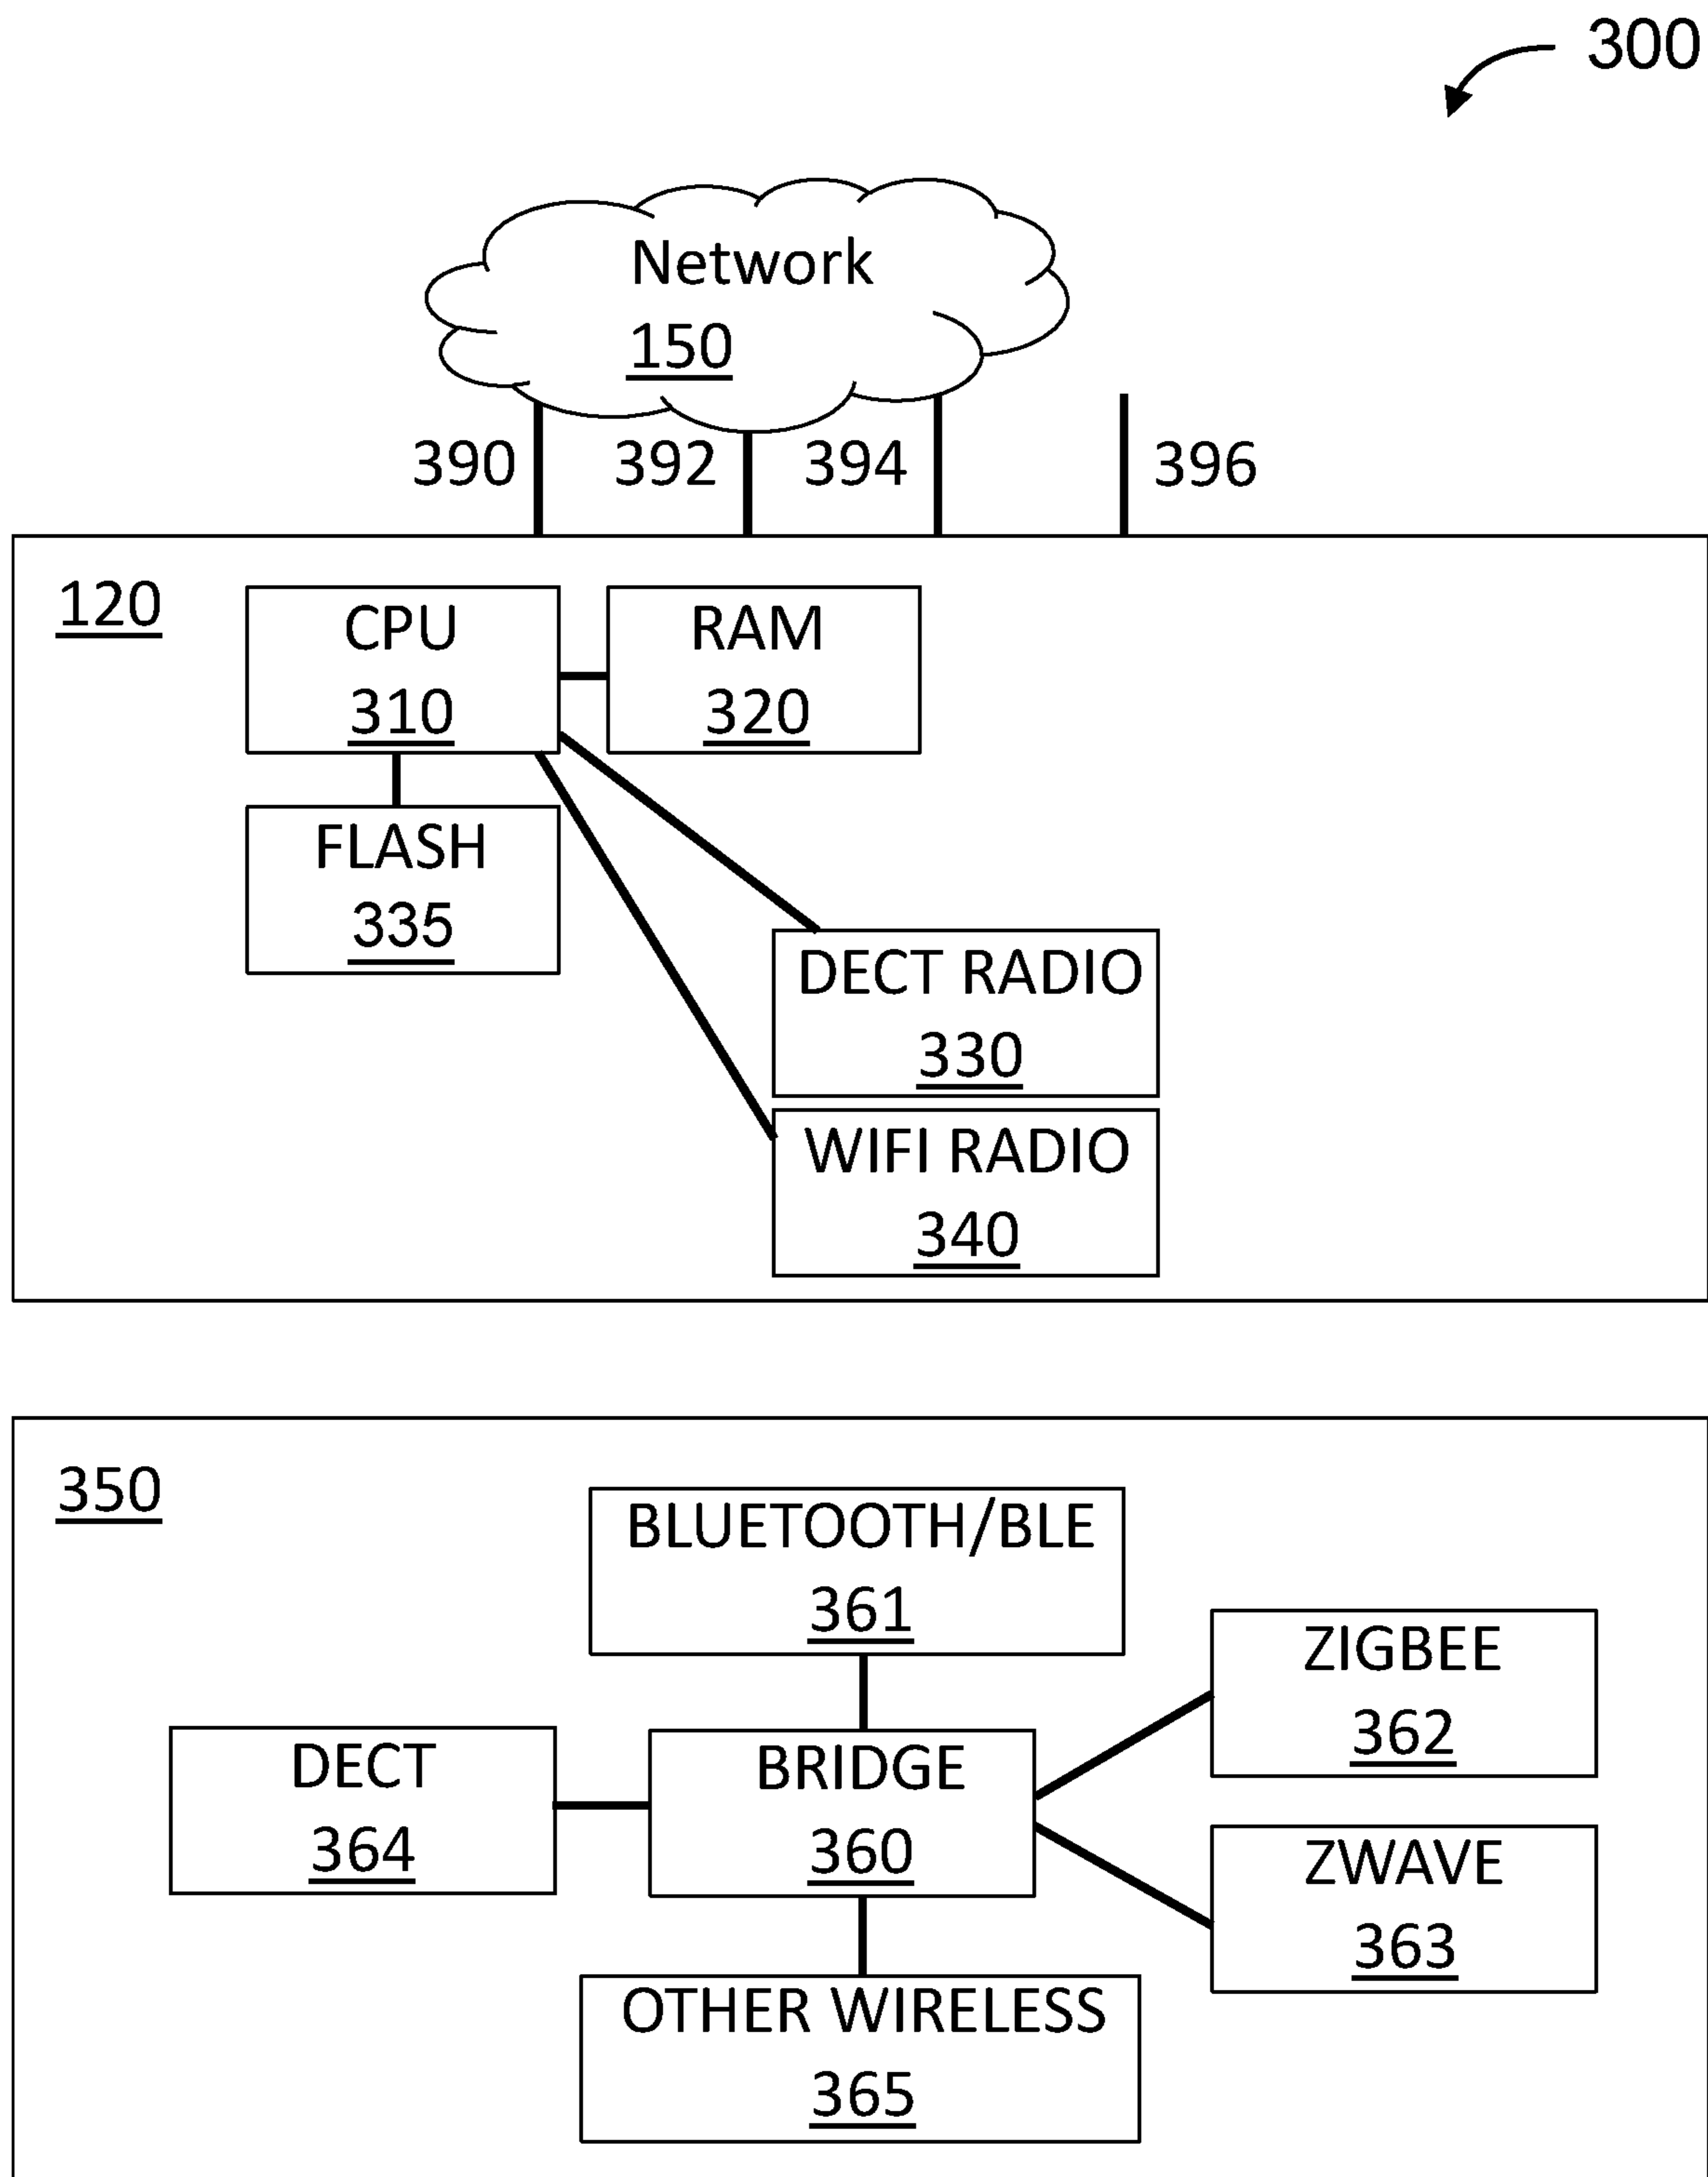 300
Network
150
390
392
394
396
120
CPU
310
RAM
320
FLASH
335
DECT RADIO
330
WIFI RADIO
340
350
BLUETOOTH/BLE
361
ZIGBEE
362
DECT
364
BRIDGE
360
ZWAVE
363
OTHER WIRELESS
365